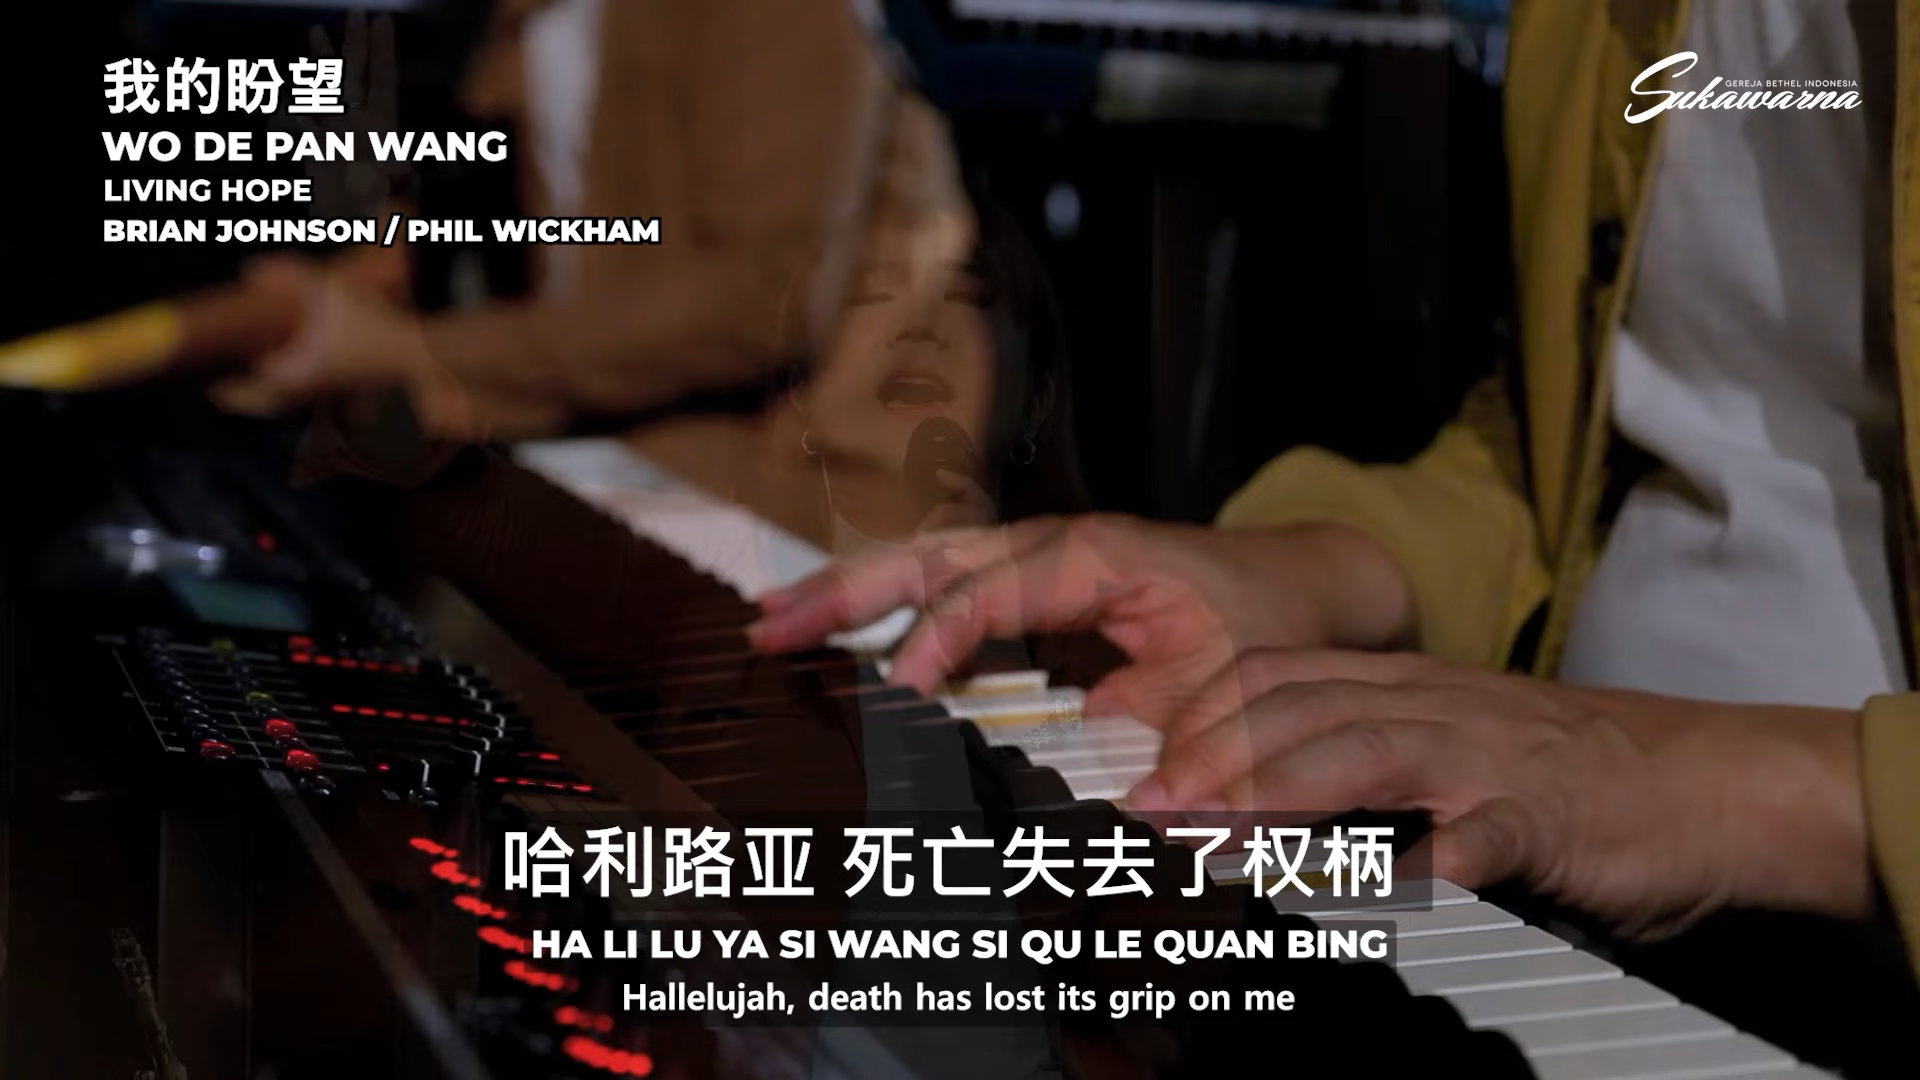 我的盼望
WO DE PAN WANG
LIVING HOPE
BRIAN JOHNSON / PHIL WICKHAM
GEREJA BETHEL INDONESIA
Sukawarna
哈利路亚 死亡失去了权柄
HA LI LU YA SI WANG SI QU LE QUAN BING
Hallelujah, death has lost its grip on me